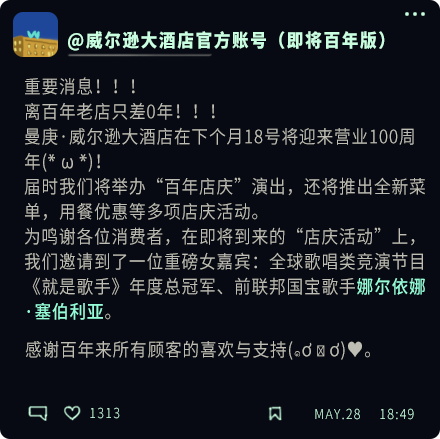 @威尔逊大酒店官方账号（即将百年版）
重要消息！！！
离百年老店只差0年！！！
曼庚·威尔逊大酒店在下个月18号将迎来营业100周
年(* ω *)！
届时我们将举办“百年店庆”演出，还将推出全新菜
单，用餐优惠等多项店庆活动。
为鸣谢各位消费者，在即将到来的“店庆活动”上，
我们邀请到了一位重磅女嘉宾：全球歌唱类竞演节目
《就是歌手》年度总冠军、前联邦国宝歌手娜尔依娜
·塞伯利亚。
感谢百年来所有顾客的喜欢与支持(｡ơ ơ)♥。
1313
MAY.28 18:49